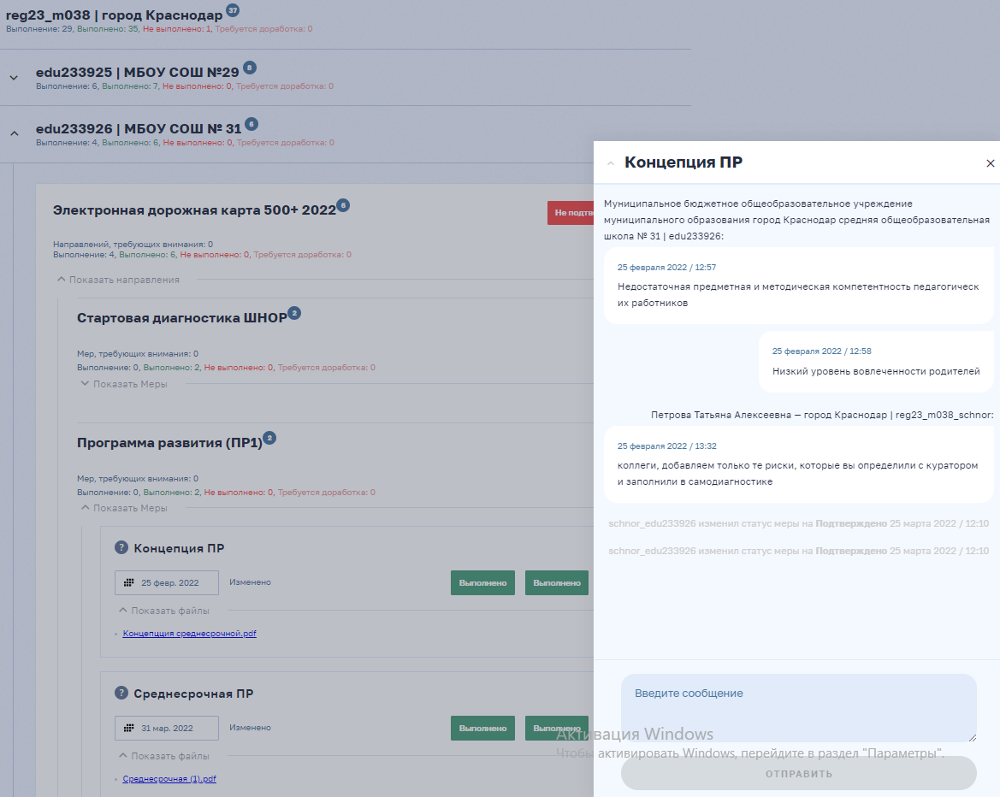 reg23_m038 | город Краснодар 37
Выполнение: 29, Выполнено: 35, Не выполнено: 1, Требуется доработка: 0
edu233925 | МБОУ СОШ №29 8
Выполнение: 6, Выполнено: 7, Не выполнено: 0, Требуется доработка: 0
edu233926 | МБОУ СОШ № 31 6
Выполнение: 4, Выполнено: 6, Не выполнено: 0, Требуется доработка: 0
Электронная дорожная карта 500+ 2022 6
Не подтв
Направлений, требующих внимания: 0
Выполнение: 4, Выполнено: 6, Не выполнено: 0, Требуется доработка: 0
Показать направления
Стартовая диагностика ШНОР 2
Мер, требующих внимания: 0
Выполнение: 0, Выполнено: 2, Не выполнено: 0, Требуется доработка: 0
Показать Меры
Программа развития (ПР1) 2
Мер, требующих внимания: 0
Выполнение: 0, Выполнено: 2, Не выполнено: 0, Требуется доработка: 0
Показать Меры
? Концепция ПР
25 февр. 2022 Изменено Выполнено Выполнено
Показать файлы
Концепцция среднесрочной.pdf
? Среднесрочная ПР
31 мар. 2022 Изменено Выполнено Выполнено
Показать файлы
Среднесрочная (1).pdf
Концепция ПР
Муниципальное бюджетное общеобразовательное учреждение
муниципального образования город Краснодар средняя общеобразовательная
школа № 31 | edu233926:
25 февраля 2022 / 12:57
Недостаточная предметная и методическая компетентность педагогическ
их работников
25 февраля 2022 / 12:58
Низкий уровень вовлеченности родителей
Петрова Татьяна Алексеевна — город Краснодар | reg23_m038_schnor:
25 февраля 2022 / 13:32
коллеги, добавляем только те риски, которые вы определили с куратором
и заполнили в самодиагностике
schnor_edu233926 изменил статус меры на Подтверждено 25 марта 2022 / 12:10
schnor_edu233926 изменил статус меры на Подтверждено 25 марта 2022 / 12:10
Введите сообщение
Активация Windows
Чтобы активировать Windows, перейдите в раздел "Параметры".
ОТПРАВИТЬ